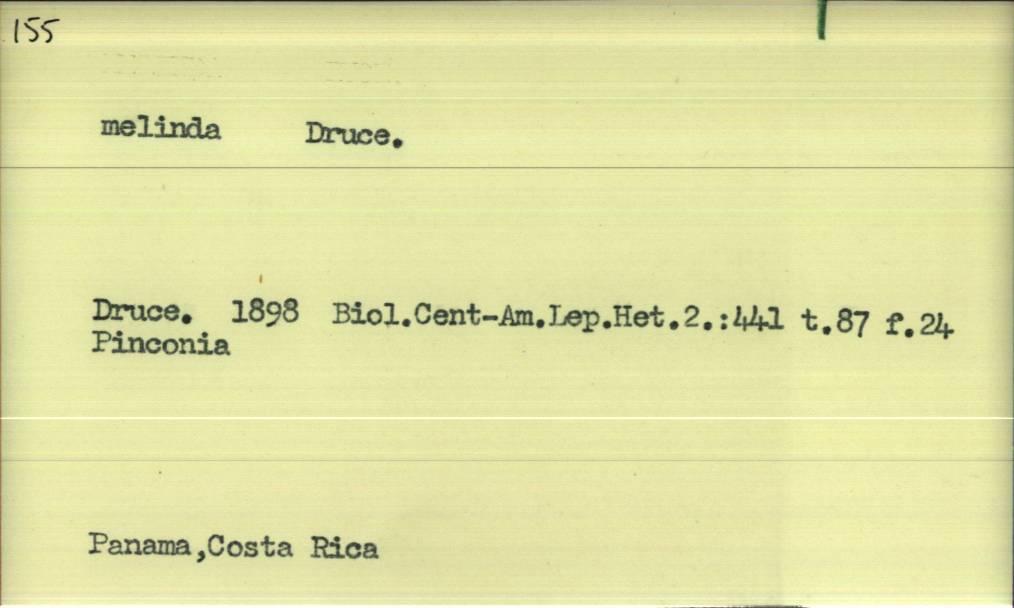 155
melinda Druce.
Druce. 1898 Biol.Cent-Am.Lep.Het.2.:441 t.87 f.24
Pinconia
Panama,Costa Rica